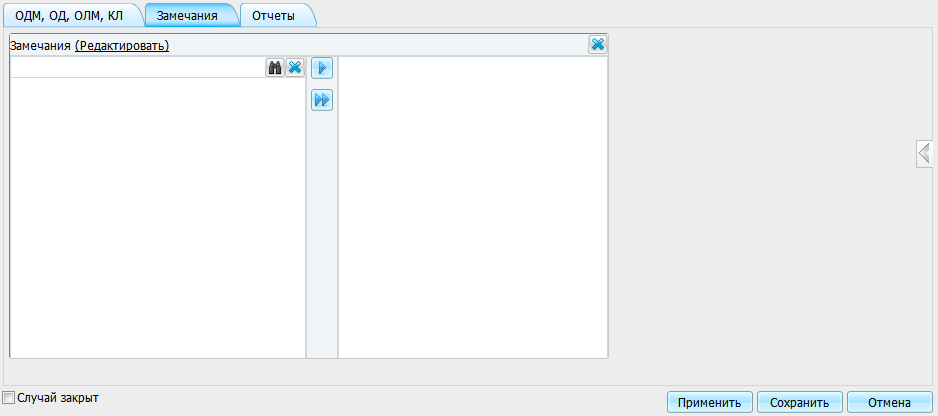 ОДМ, ОД, ОЛМ, КЛ
Замечания
Отчеты
Замечания (Редактировать)
Случай закрыт
Применить
Сохранить
Отмена